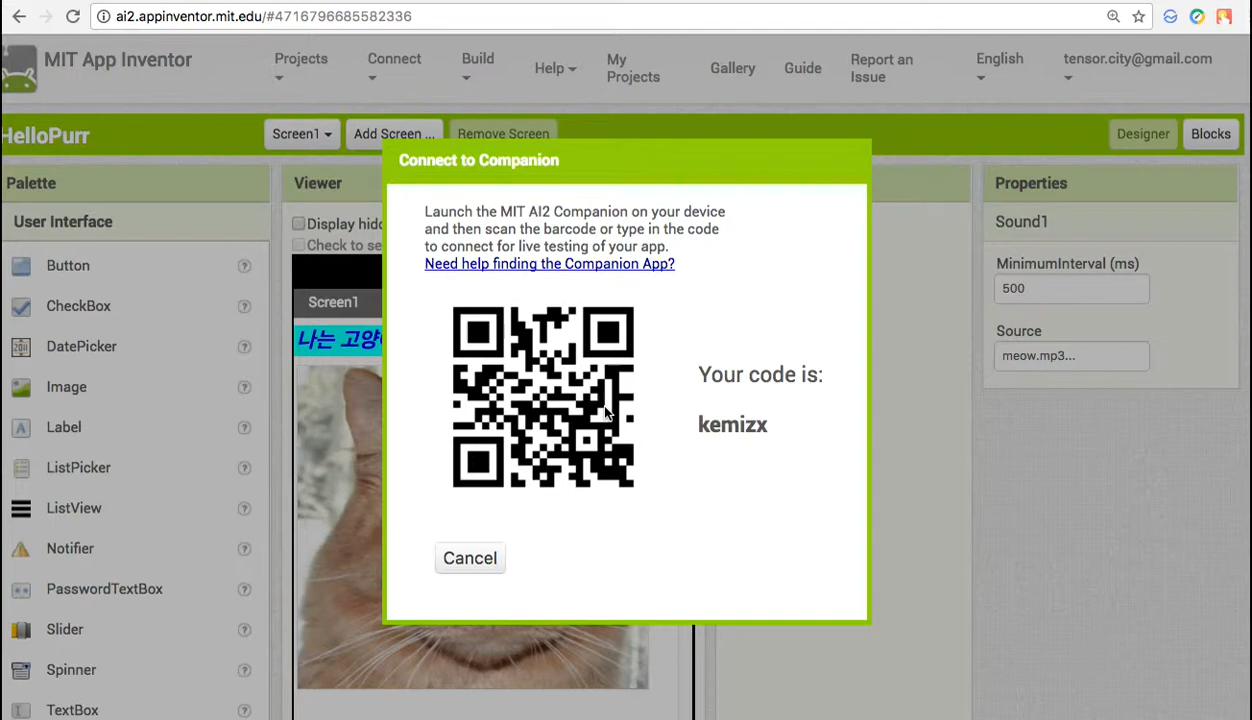 ai2.appinventor.mit.edu/#4716796685582336
MIT App Inventor
Projects
Connect
Build
Help
My Projects
Gallery
Guide
Report an Issue
English
tensor.city@gmail.com
HelloPurr
Screen1
Add Screen ...
Remove Screen
Designer
Blocks
Palette
Viewer
Properties
User Interface
Button
CheckBox
DatePicker
Image
Label
ListPicker
ListView
Notifier
PasswordTextBox
Slider
Spinner
TextBox
Display hidd
Check to se
Screen1
나는 고양
Connect to Companion
Launch the MIT AI2 Companion on your device
and then scan the barcode or type in the code
to connect for live testing of your app.
Need help finding the Companion App?
Your code is:
kemizx
Cancel
Sound1
MinimumInterval (ms)
500
Source
meow.mp3...